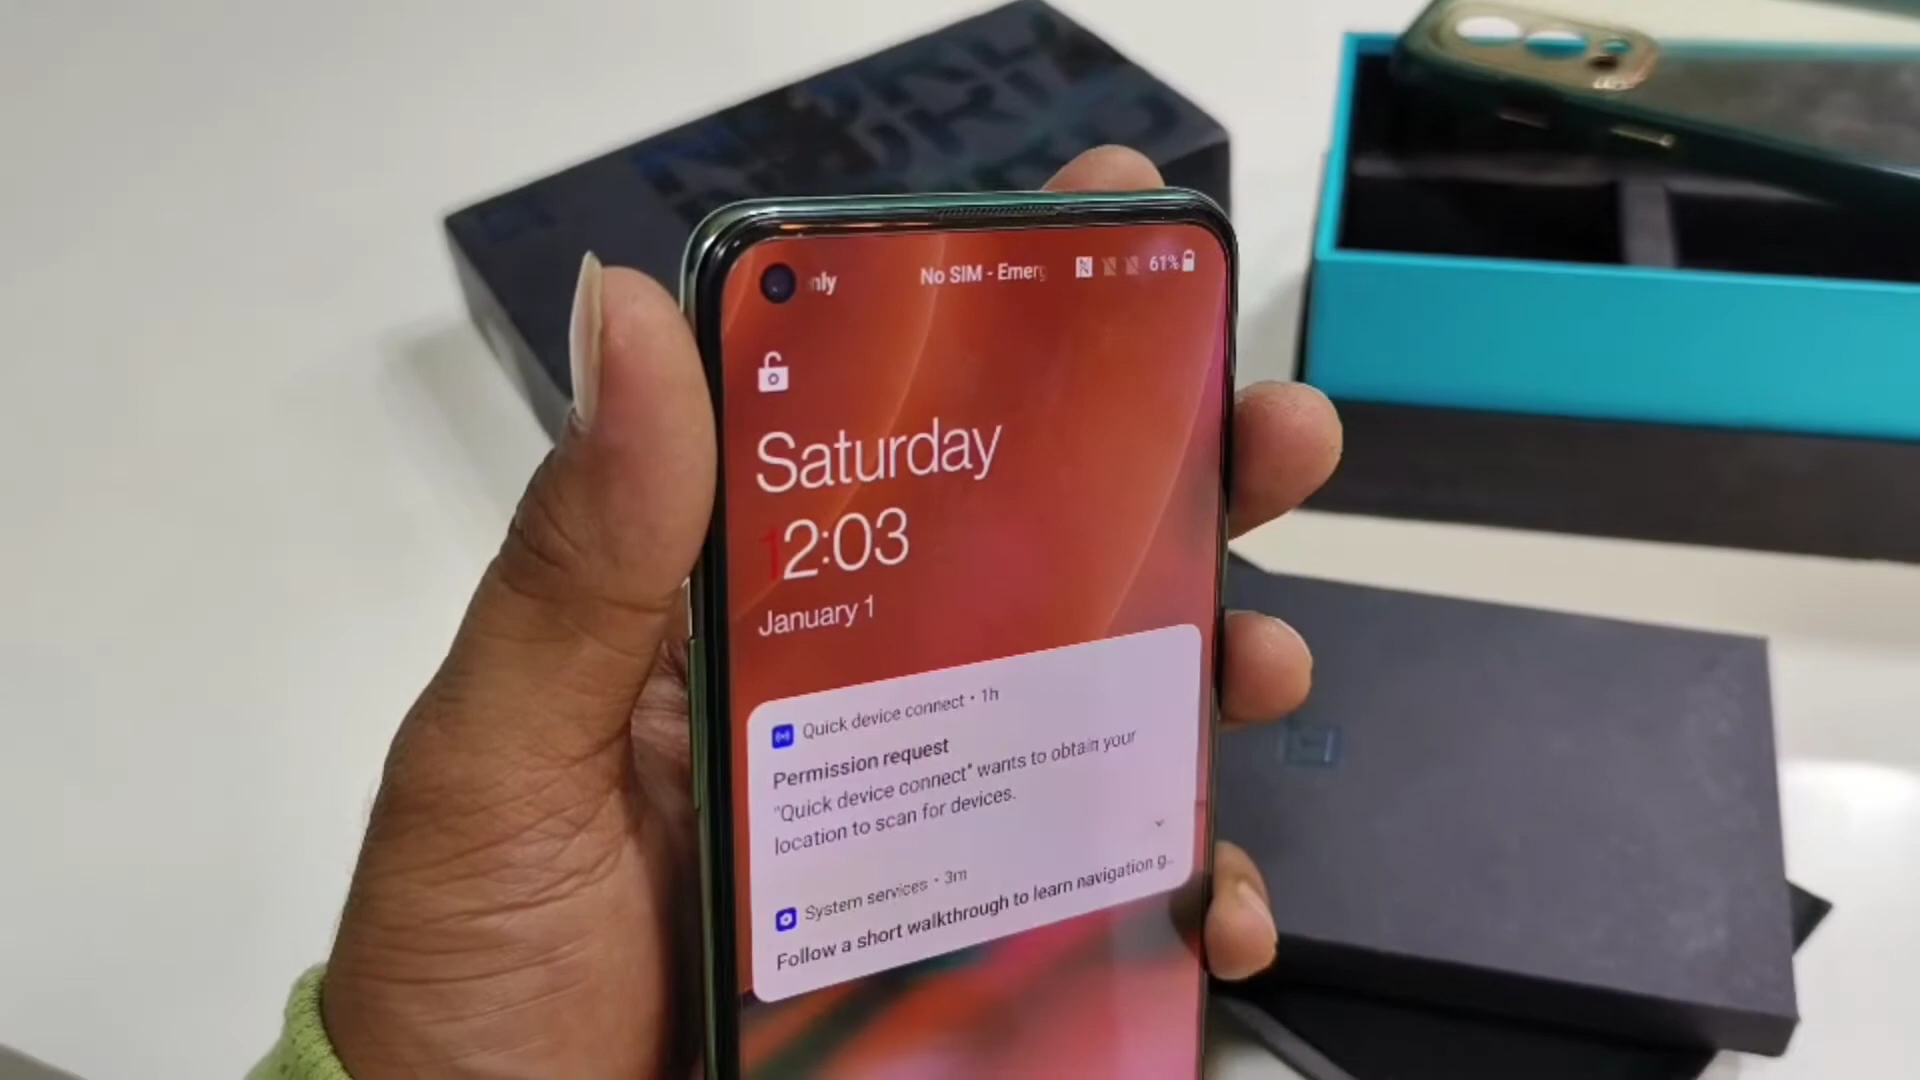 nly No SIM - Emerg 61%
Saturday
12:03
January 1
Quick device connect • 1h
Permission request
"Quick device connect" wants to obtain your
location to scan for devices.
System services • 3m
Follow a short walkthrough to learn navigation g..